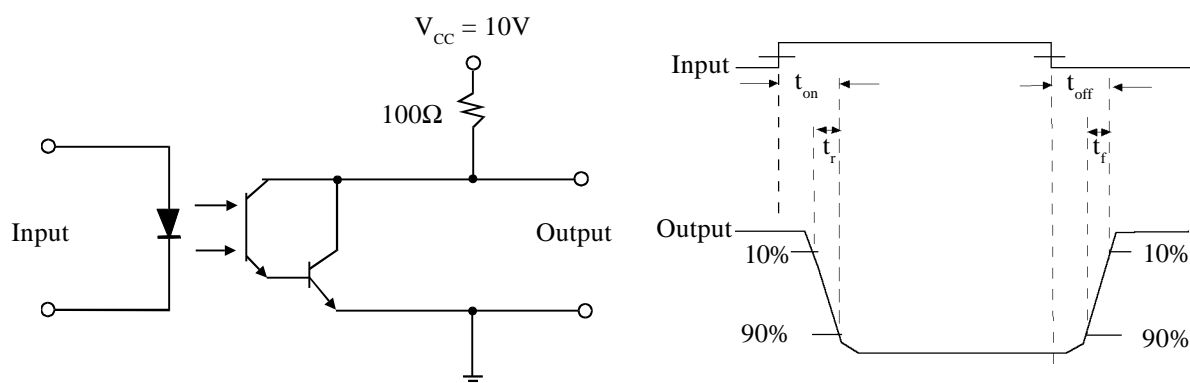 V_CC = 10V
100Ω
Input
Output
Input
t_on
t_off
t_r
t_f
Output
10%
10%
90%
90%